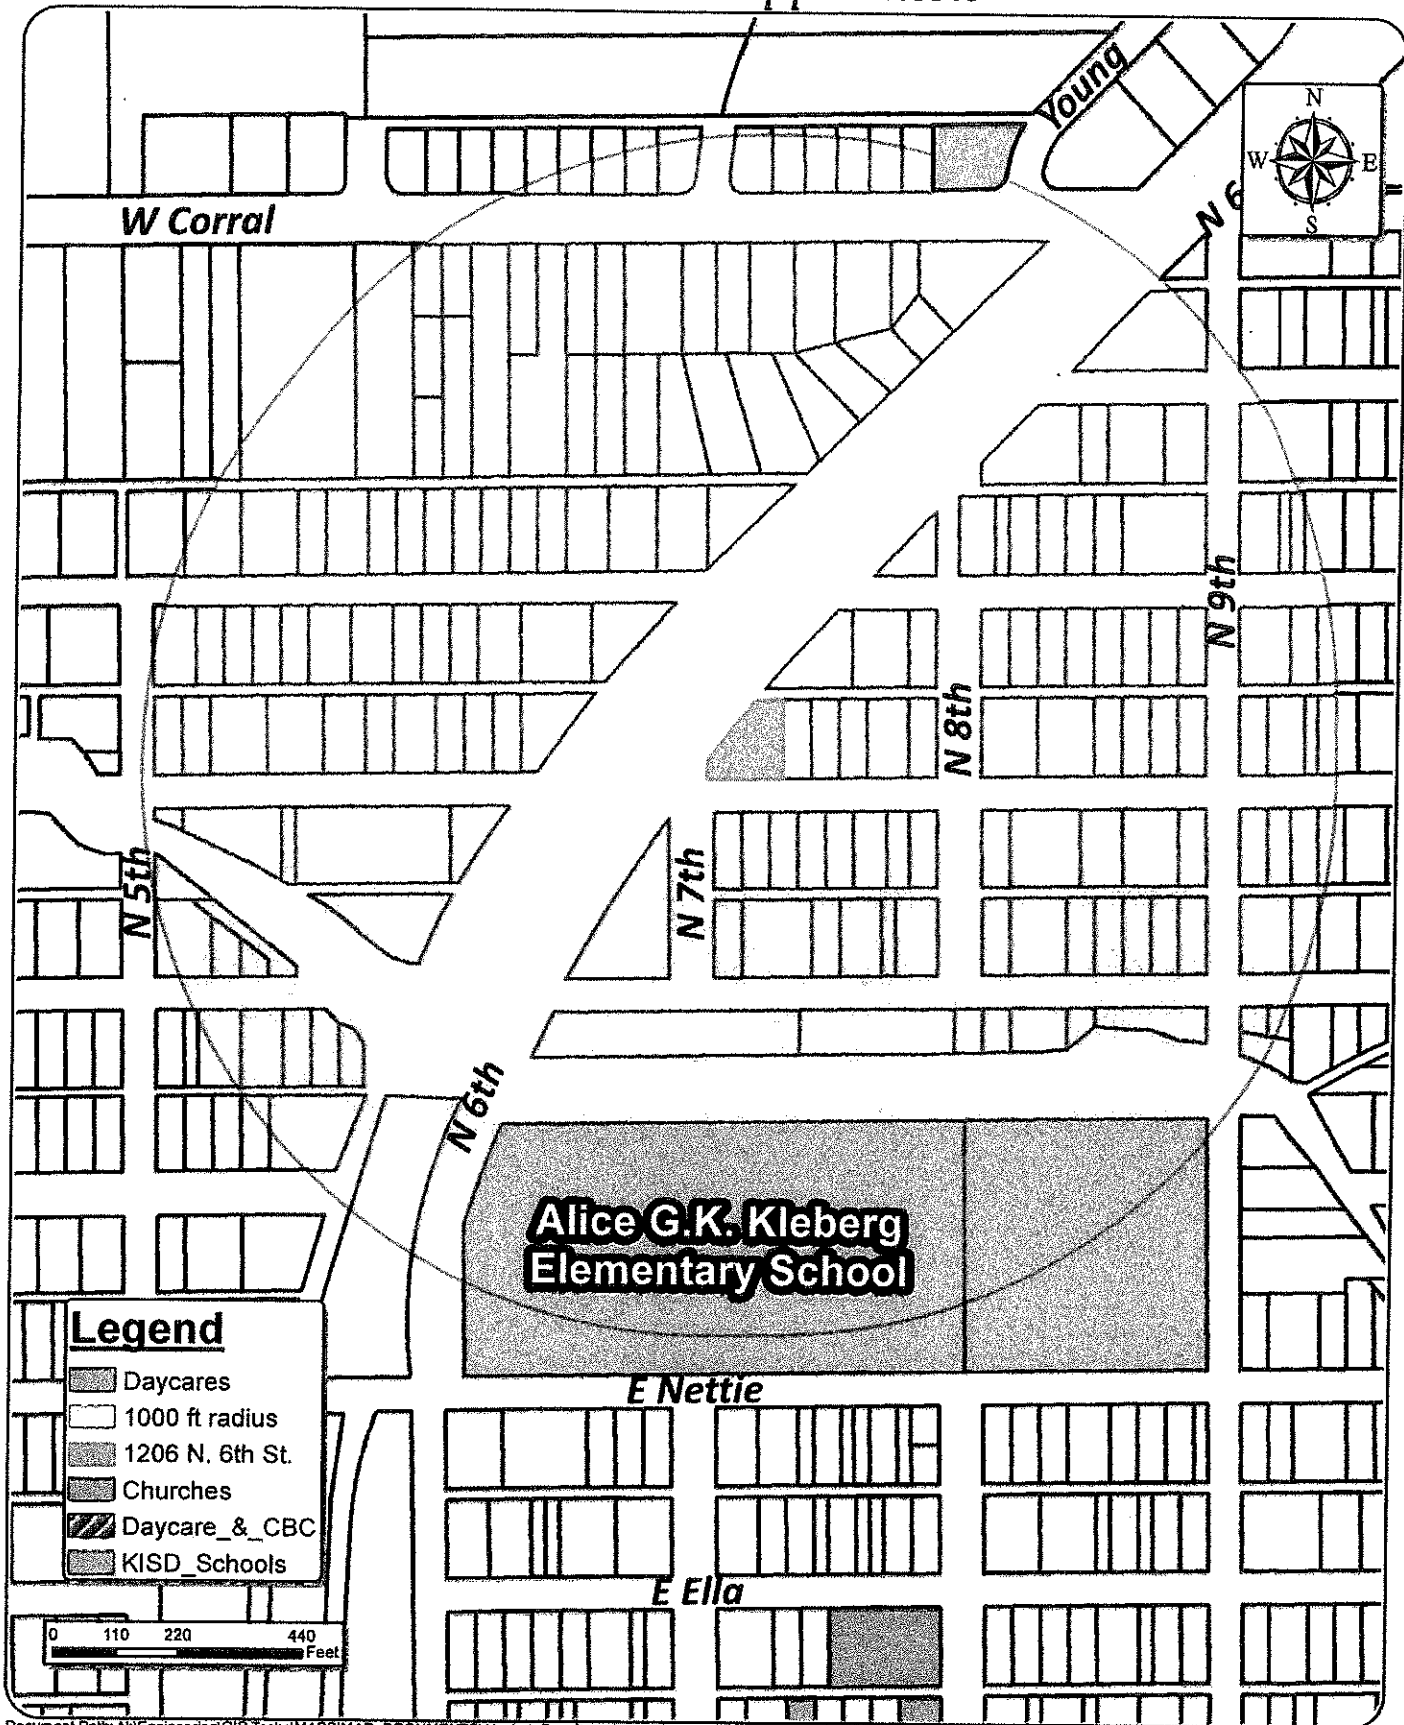 Young
N
W
E
S
N 6
W Corral
N 9th
N 8th
N 5th
N 7th
N 6th
Alice G.K. Kleberg
Elementary School
E Nettie
Legend
Daycares
1000 ft radius
1206 N. 6th St.
Churches
Daycare_&_CBC
KISD_Schools
E Ella
0 110 220 440
Feet